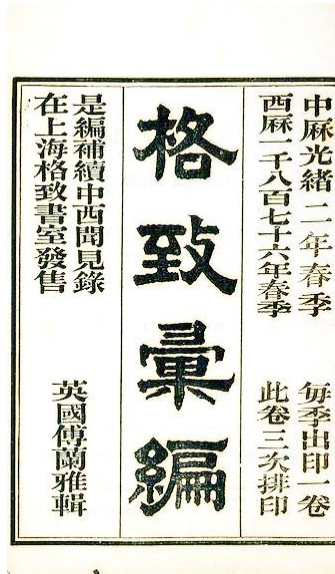 中厤光緒二年春季　每季出印一卷
西厤一千八百七十六年春季　此卷三次排印
格致彙編
是編補續中西聞見錄
在上海格致書室發售
英國傅蘭雅輯